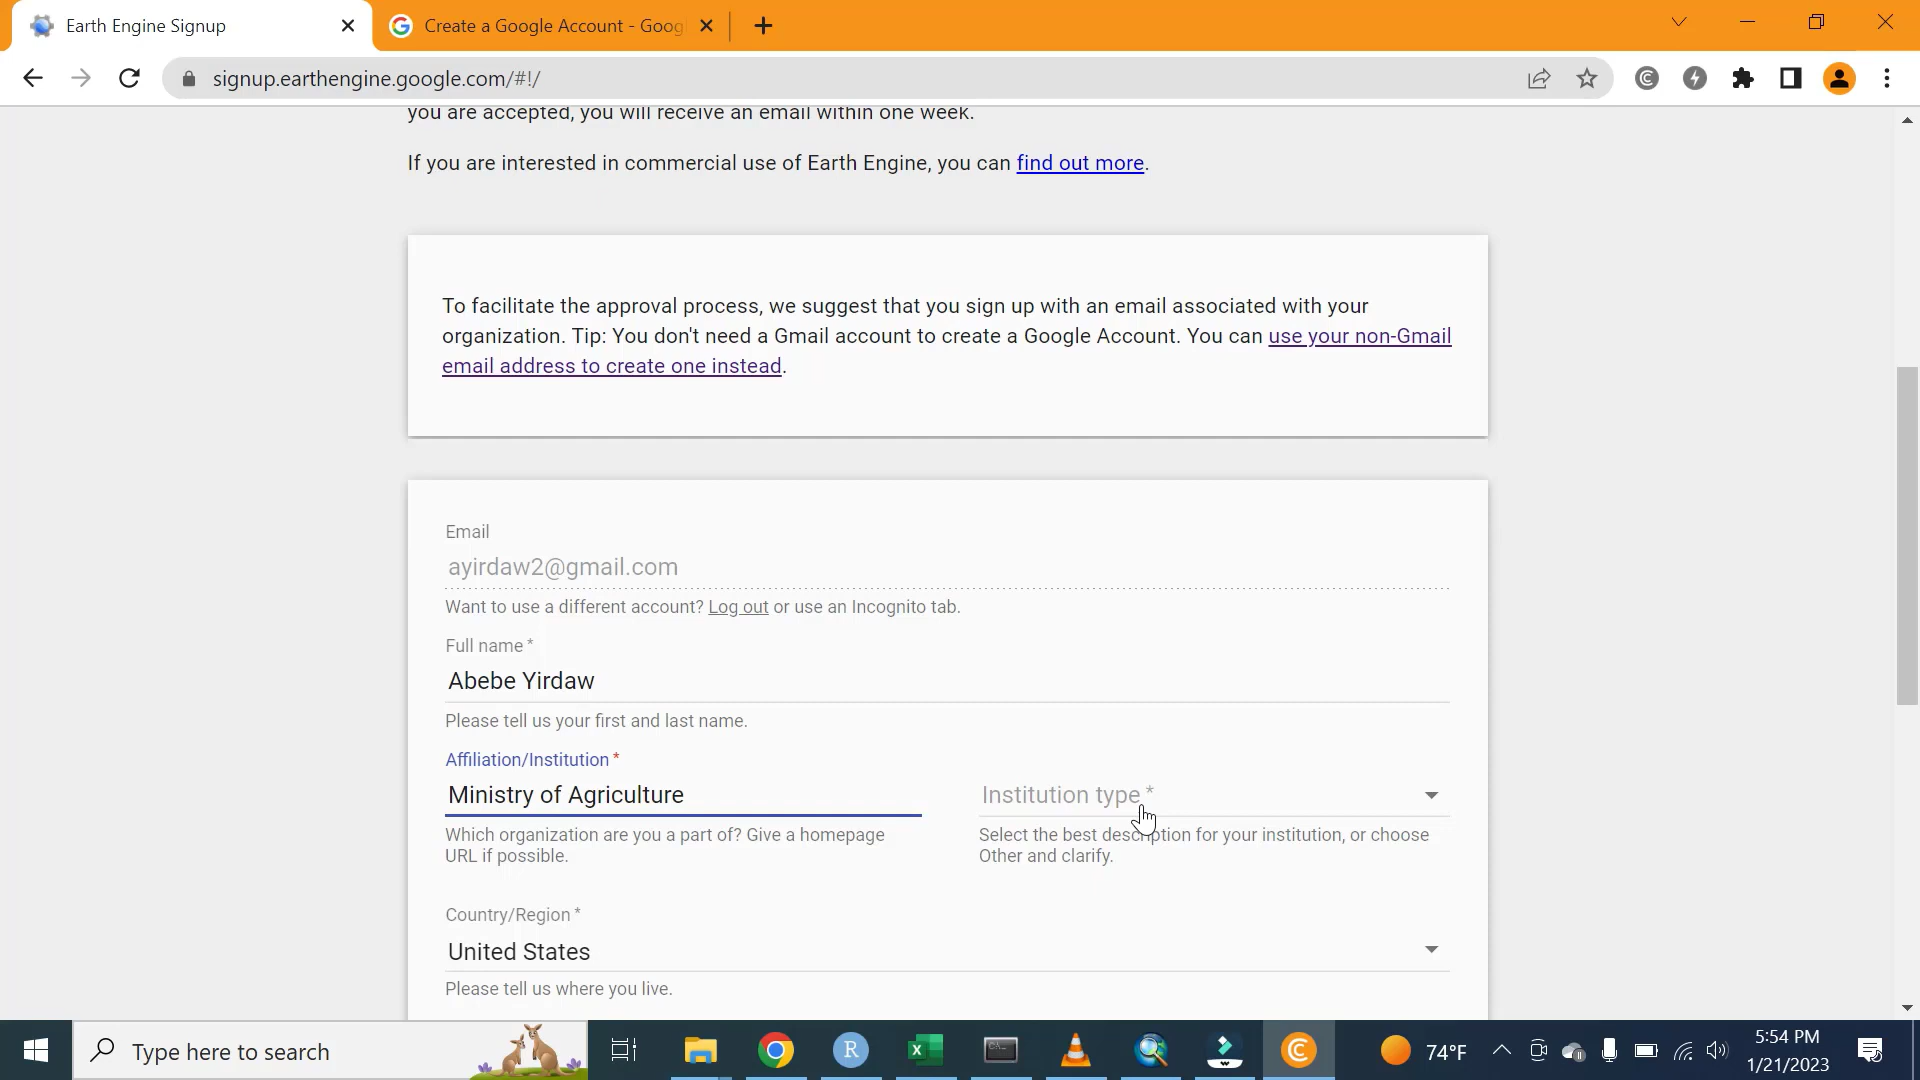 Earth Engine Signup
Create a Google Account - Goog
signup.earthengine.google.com/#!/
you are accepted, you will receive an email within one week.
If you are interested in commercial use of Earth Engine, you can find out more.
To facilitate the approval process, we suggest that you sign up with an email associated with your
organization. Tip: You don't need a Gmail account to create a Google Account. You can use your non-Gmail
email address to create one instead.
Email
ayirdaw2@gmail.com
Want to use a different account? Log out or use an Incognito tab.
Full name *
Abebe Yirdaw
Please tell us your first and last name.
Affiliation/Institution *
Ministry of Agriculture
Which organization are you a part of? Give a homepage
URL if possible.
Institution type *
Select the best description for your institution, or choose
Other and clarify.
Country/Region *
United States
Please tell us where you live.
Type here to search
74°F
5:54 PM
1/21/2023